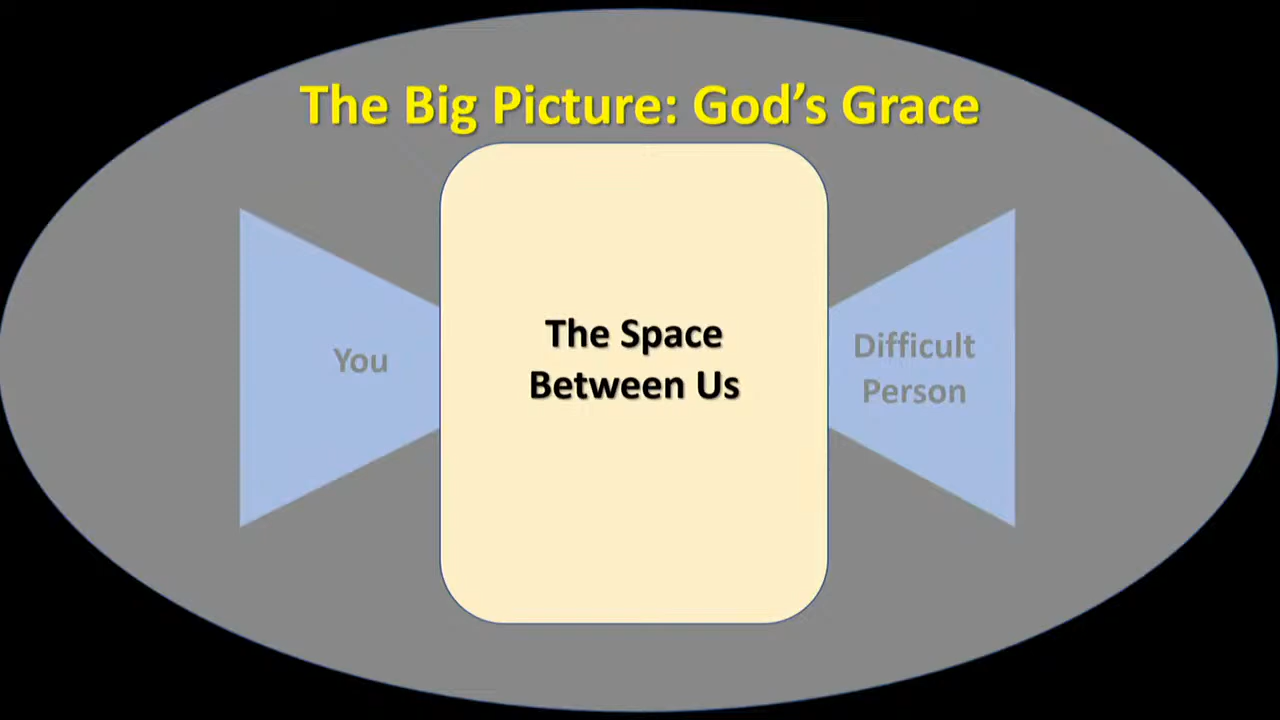 The Big Picture: God’s Grace
You
The Space
Between Us
Difficult
Person